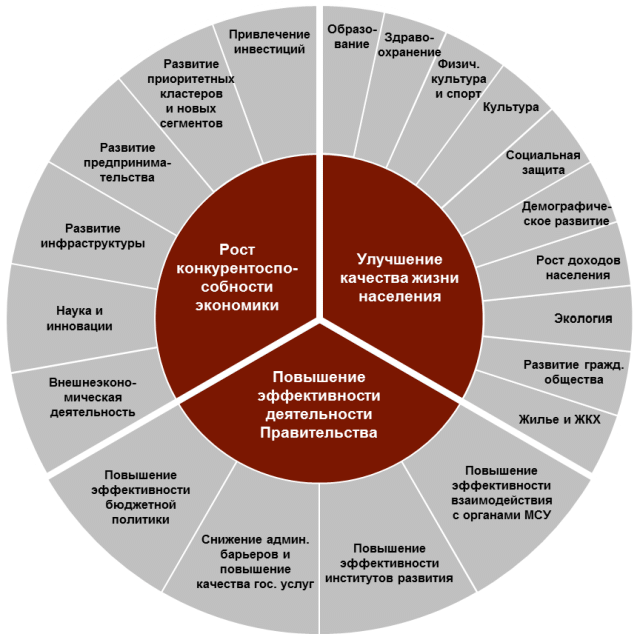 Привлечение
инвестиций
Развитие
приоритетных
кластеров
и новых
сегментов
Развитие
предпринима-
тельства
Развитие
инфраструктуры
Наука и
инновации
Внешнеэконо-
мическая
деятельность
Образо-
вание
Здраво-
охранение
Физич.
культура
и спорт
Культура
Социальная
защита
Демографиче-
ское развитие
Рост доходов
населения
Экология
Развитие гражд.
общества
Жилье и ЖКХ
Рост
конкурентоспо-
собности
экономики
Улучшение
качества жизни
населения
Повышение
эффективности
деятельности
Правительства
Повышение
эффективности
бюджетной
политики
Снижение админ.
барьеров и
повышение
качества гос. услуг
Повышение
эффективности
институтов развития
Повышение
эффективности
взаимодействия
с органами МСУ